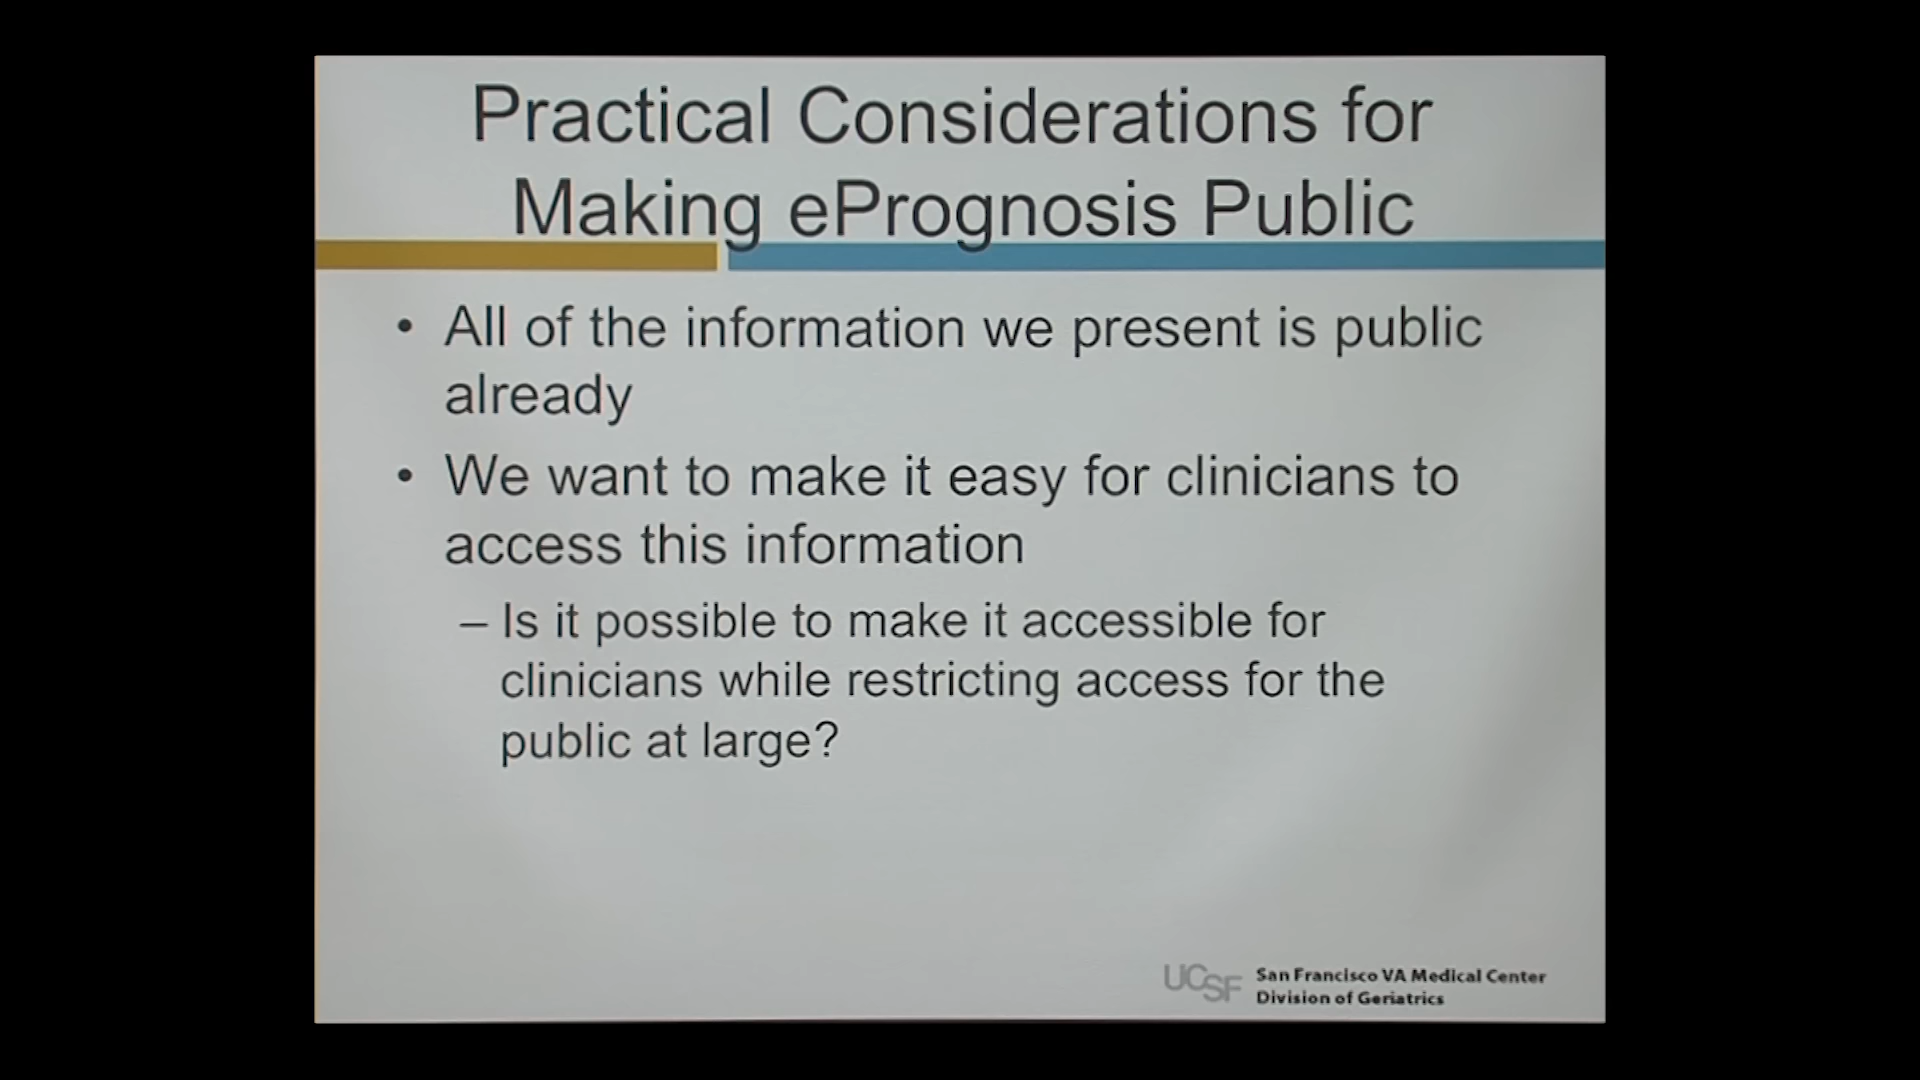 Practical Considerations for
Making ePrognosis Public
• All of the information we present is public
already
• We want to make it easy for clinicians to
access this information
– Is it possible to make it accessible for
clinicians while restricting access for the
public at large?
UCSF San Francisco VA Medical Center
Division of Geriatrics